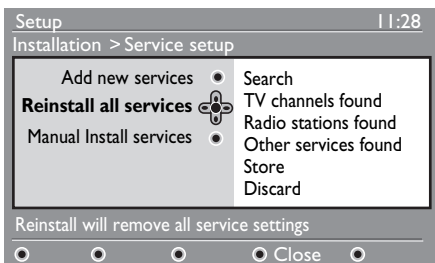 Setup 11:28
Installation > Service setup
Add new services
Reinstall all services
Manual Install services
Search
TV channels found
Radio stations found
Other services found
Store
Discard
Reinstall will remove all service settings
Close